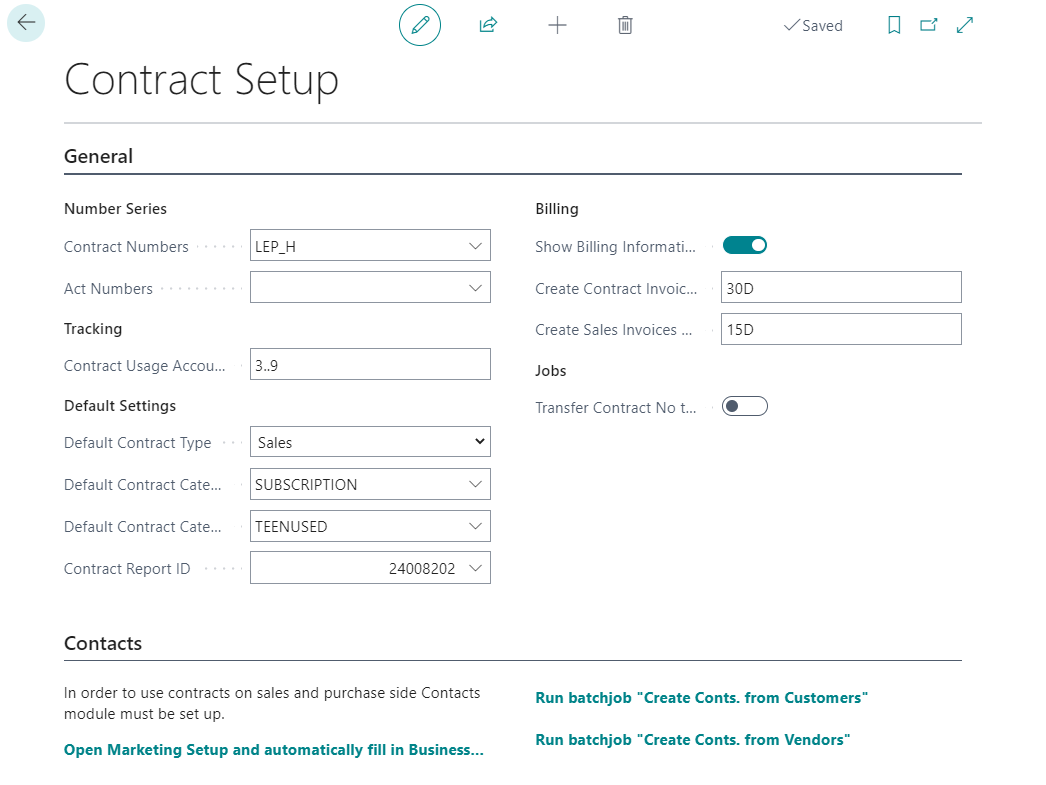 Saved
Contract Setup
General
Number Series
Contract Numbers
LEP_H
Act Numbers
Tracking
Contract Usage Accou...
3..9
Default Settings
Default Contract Type
Sales
Default Contract Cate...
SUBSCRIPTION
Default Contract Cate...
TEENUSED
Contract Report ID
24008202
Billing
Show Billing Informati...
Create Contract Invoic...
30D
Create Sales Invoices ...
15D
Jobs
Transfer Contract No t...
Contacts
In order to use contracts on sales and purchase side Contacts
module must be set up.
Open Marketing Setup and automatically fill in Business...
Run batchjob "Create Conts. from Customers"
Run batchjob "Create Conts. from Vendors"